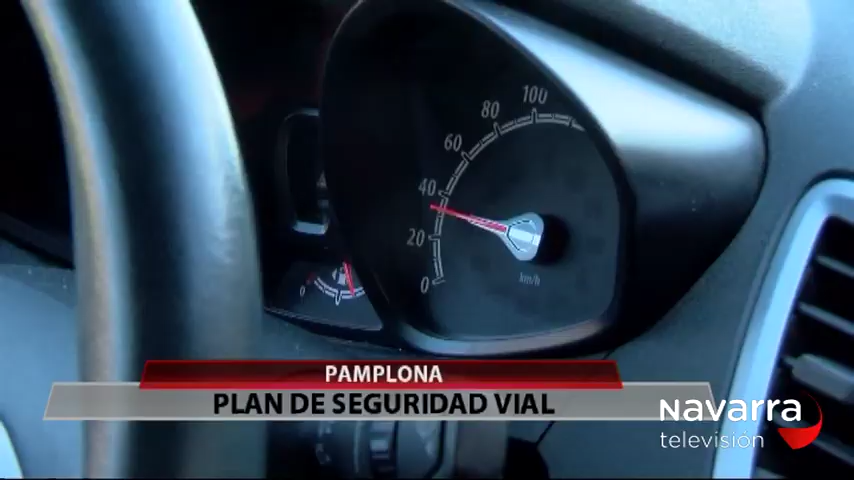 100
80
60
40
20
0
km/h
0
PAMPLONA
PLAN DE SEGURIDAD VIAL
NAVARRA
televisión